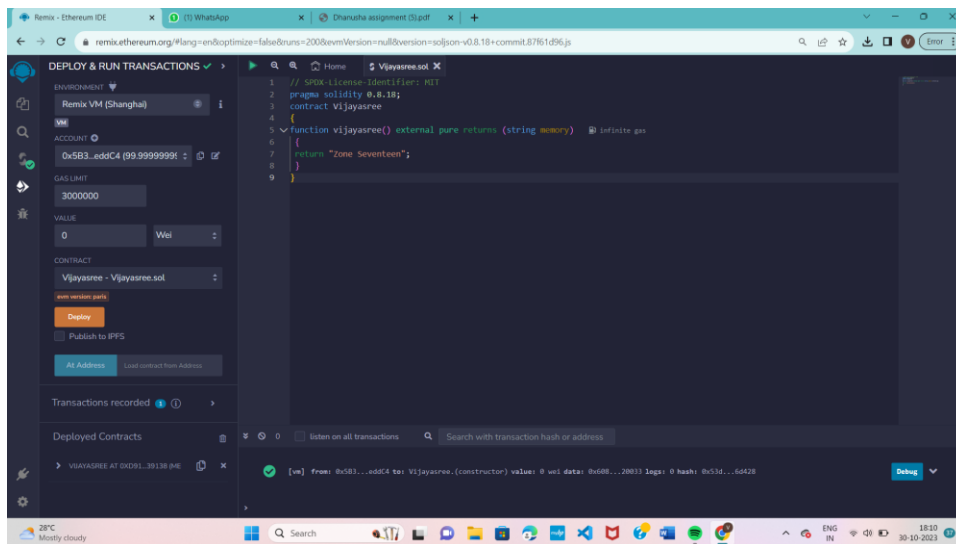 Remix - Ethereum IDE
(1) WhatsApp
Dhanusha assignment (5).pdf
remix.ethereum.org/#lang=en&optimize=false&runs=200&evmVersion=null&version=soljson-v0.8.18+commit.87f61d96.js
Error
DEPLOY & RUN TRANSACTIONS
Home
Vijayasree.sol
ENVIRONMENT
Remix VM (Shanghai)
VM
ACCOUNT
0x5B3...eddC4 (99.99999999
GAS LIMIT
3000000
VALUE
0
Wei
CONTRACT
Vijayasree - Vijayasree.sol
evm version: paris
Deploy
Publish to IPFS
At Address
Load contract from Address
Transactions recorded 1
Deployed Contracts
VIJAYASREE AT 0XD91...39138 (ME
1 // SPDX-License-Identifier: MIT
2 pragma solidity 0.8.18;
3 contract Vijayasree
4 {
5 function vijayasree() external pure returns (string memory) infinite gas
6 {
7 return "Zone Seventeen";
8 }
9 }
0
listen on all transactions
Search with transaction hash or address
[vm] from: 0x5B3...eddC4 to: Vijayasree.(constructor) value: 0 wei data: 0x608...20033 logs: 0 hash: 0x53d...6d428
Debug
>
28°C
Mostly cloudy
Search
ENG
IN
18:10
30-10-2023